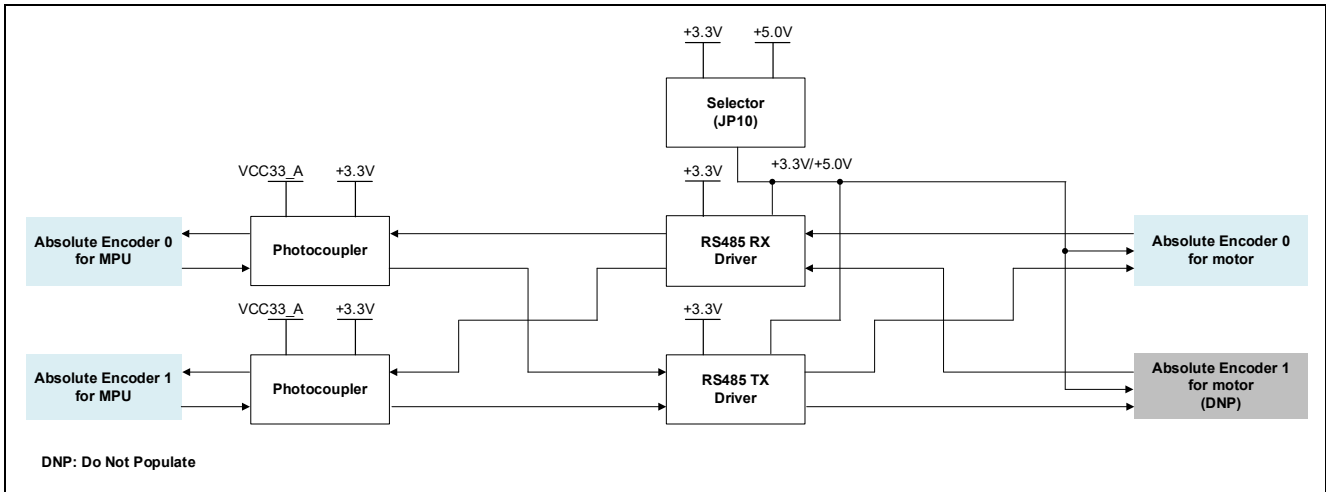 +3.3V +5.0V
Selector
(JP10)
+3.3V/+5.0V
VCC33_A +3.3V
+3.3V
Absolute Encoder 0
for MPU
Photocoupler
RS485 RX
Driver
Absolute Encoder 0
for motor
VCC33_A +3.3V
+3.3V
Absolute Encoder 1
for MPU
Photocoupler
RS485 TX
Driver
Absolute Encoder 1
for motor
(DNP)
DNP: Do Not Populate